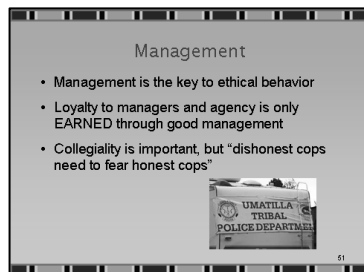 Management
• Management is the key to ethical behavior
• Loyalty to managers and agency is only
EARNED through good management
• Collegiality is important, but “dishonest cops
need to fear honest cops”
UMATILLA
TRIBAL
POLICE DEPARTME
51